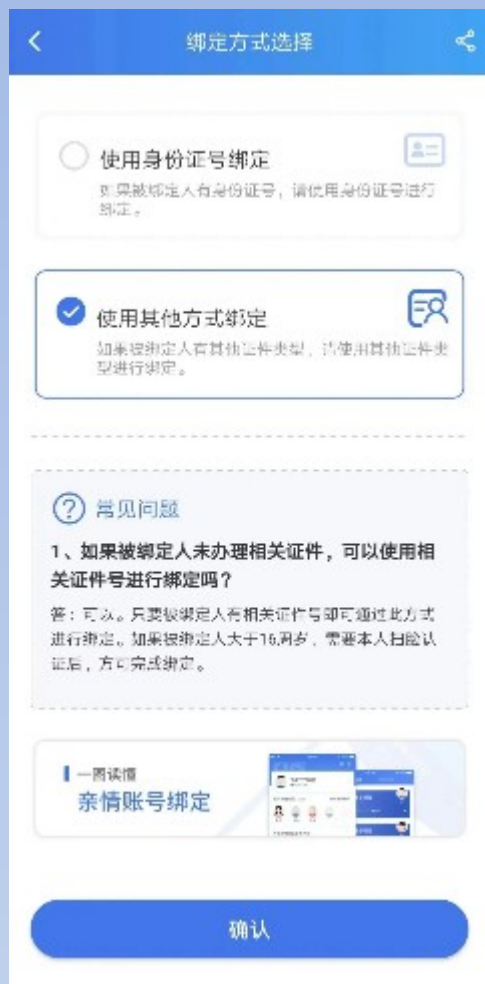 绑定方式选择
使用身份证号绑定
如果被绑定人有身份证号，请使用身份证号进行
绑定。
使用其他方式绑定
如果被绑定人有其他证件类型，请使用其他证件类
型进行绑定。
常见问题
1、如果被绑定人未办理相关证件，可以使用相
关证件号进行绑定吗？
答：可以。只要被绑定人有相关证件号即可通过此方式
进行绑定。如果被绑定人大于16周岁，需要本人扫脸认
证后，方可完成绑定。
一图读懂
亲情账号绑定
确认